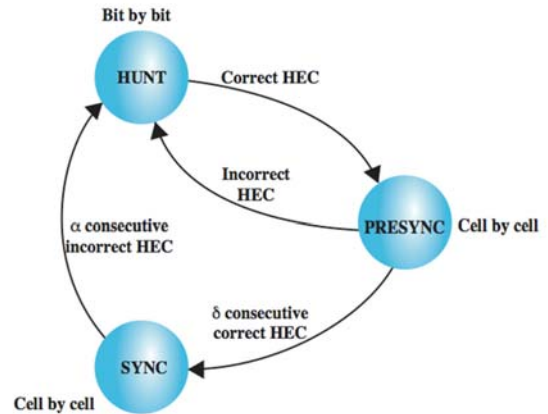 Bit by bit
HUNT
Correct HEC
Incorrect
HEC
PRESYNC
Cell by cell
α consecutive
incorrect HEC
δ consecutive
correct HEC
SYNC
Cell by cell